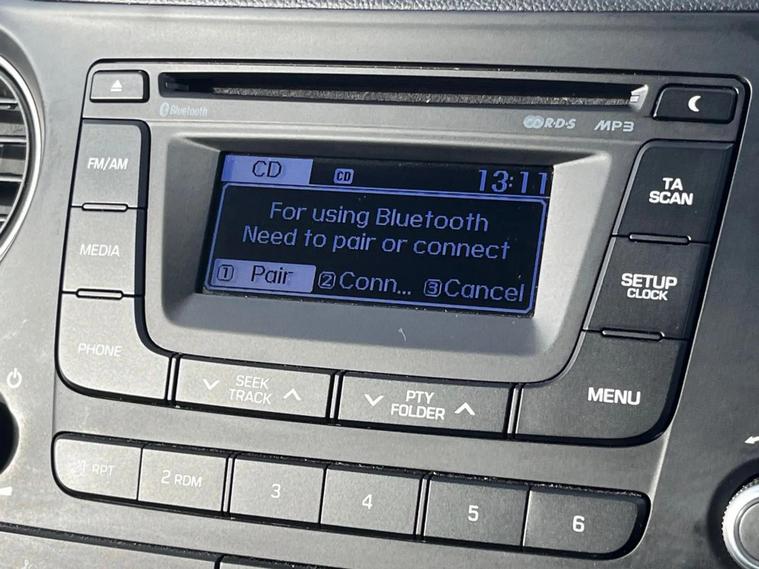 Bluetooth
R·D·S
MP3
FM/AM
CD
CD
13:11
TA
SCAN
For using Bluetooth
Need to pair or connect
MEDIA
1 Pair
2 Conn...
3 Cancel
SETUP
CLOCK
PHONE
SEEK
TRACK
PTY
FOLDER
MENU
1 RPT
2 RDM
3
4
5
6